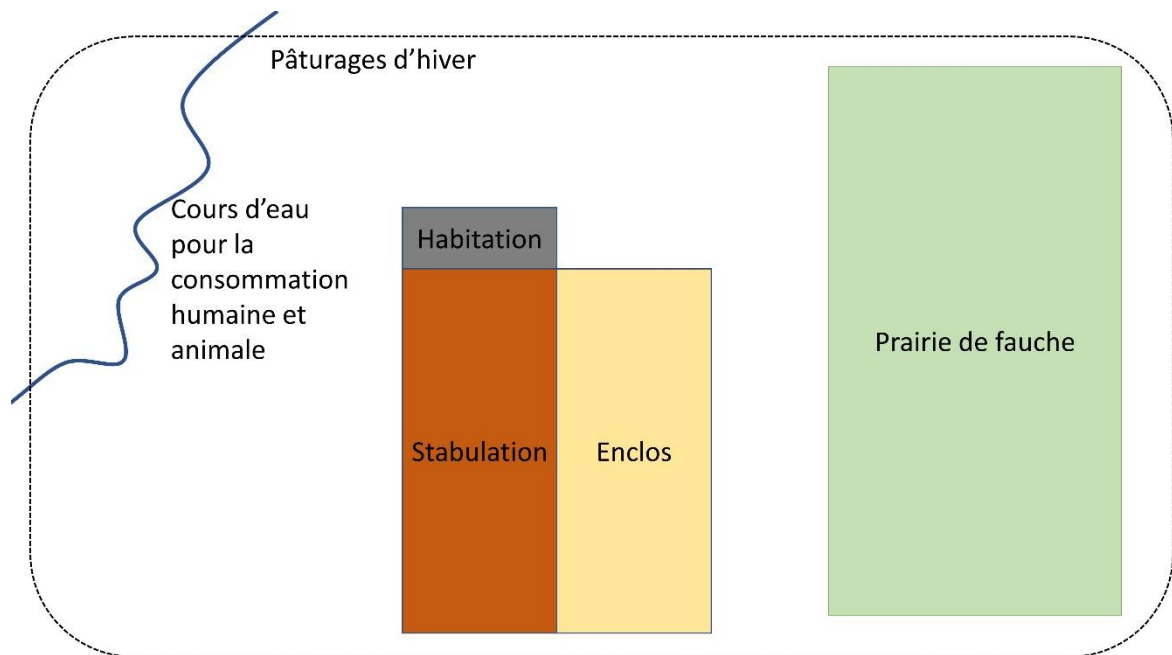 Pâturages d’hiver
Cours d’eau
pour la
consommation
humaine et
animale
Habitation
Stabulation
Enclos
Prairie de fauche